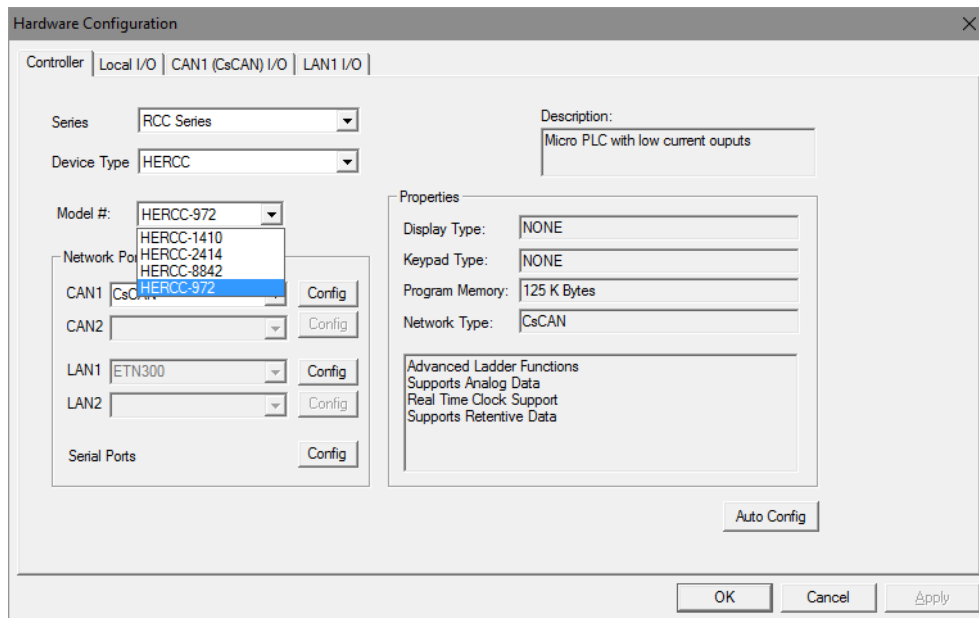 Hardware Configuration
Controller
Local I/O
CAN1 (CsCAN) I/O
LAN1 I/O
Series
RCC Series
Device Type
HERCC
Description:
Micro PLC with low current ouputs
Model #:
HERCC-972
HERCC-1410
HERCC-2414
HERCC-8842
HERCC-972
Network Po
CAN1
Config
CAN2
Config
LAN1
ETN300
Config
LAN2
Config
Serial Ports
Config
Properties
Display Type:
NONE
Keypad Type:
NONE
Program Memory:
125 K Bytes
Network Type:
CsCAN
Advanced Ladder Functions
Supports Analog Data
Real Time Clock Support
Supports Retentive Data
Auto Config
OK
Cancel
Apply